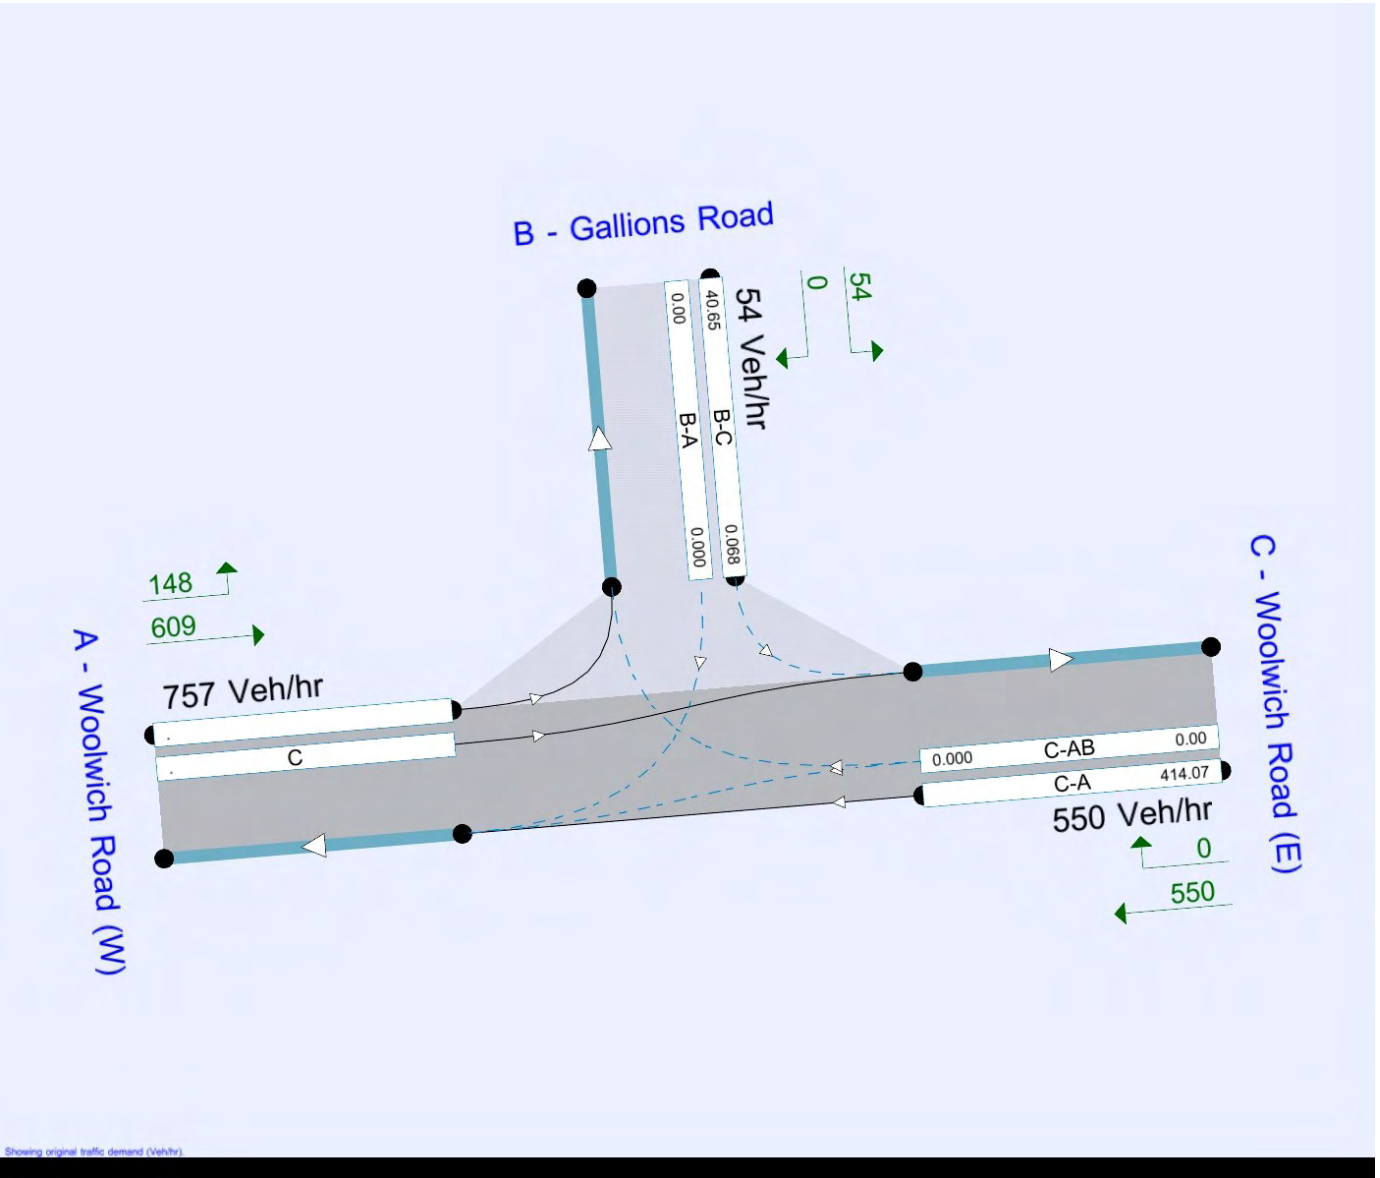 B - Gallions Road
0.00
B-A
0.000
40.65
B-C
0.068
54 Veh/hr
0
54
148
609
757 Veh/hr
A - Woolwich Road (W)
C
C - Woolwich Road (E)
0.000
C-AB
0.00
C-A
414.07
550 Veh/hr
0
550
Showing original traffic demand (Veh/hr).